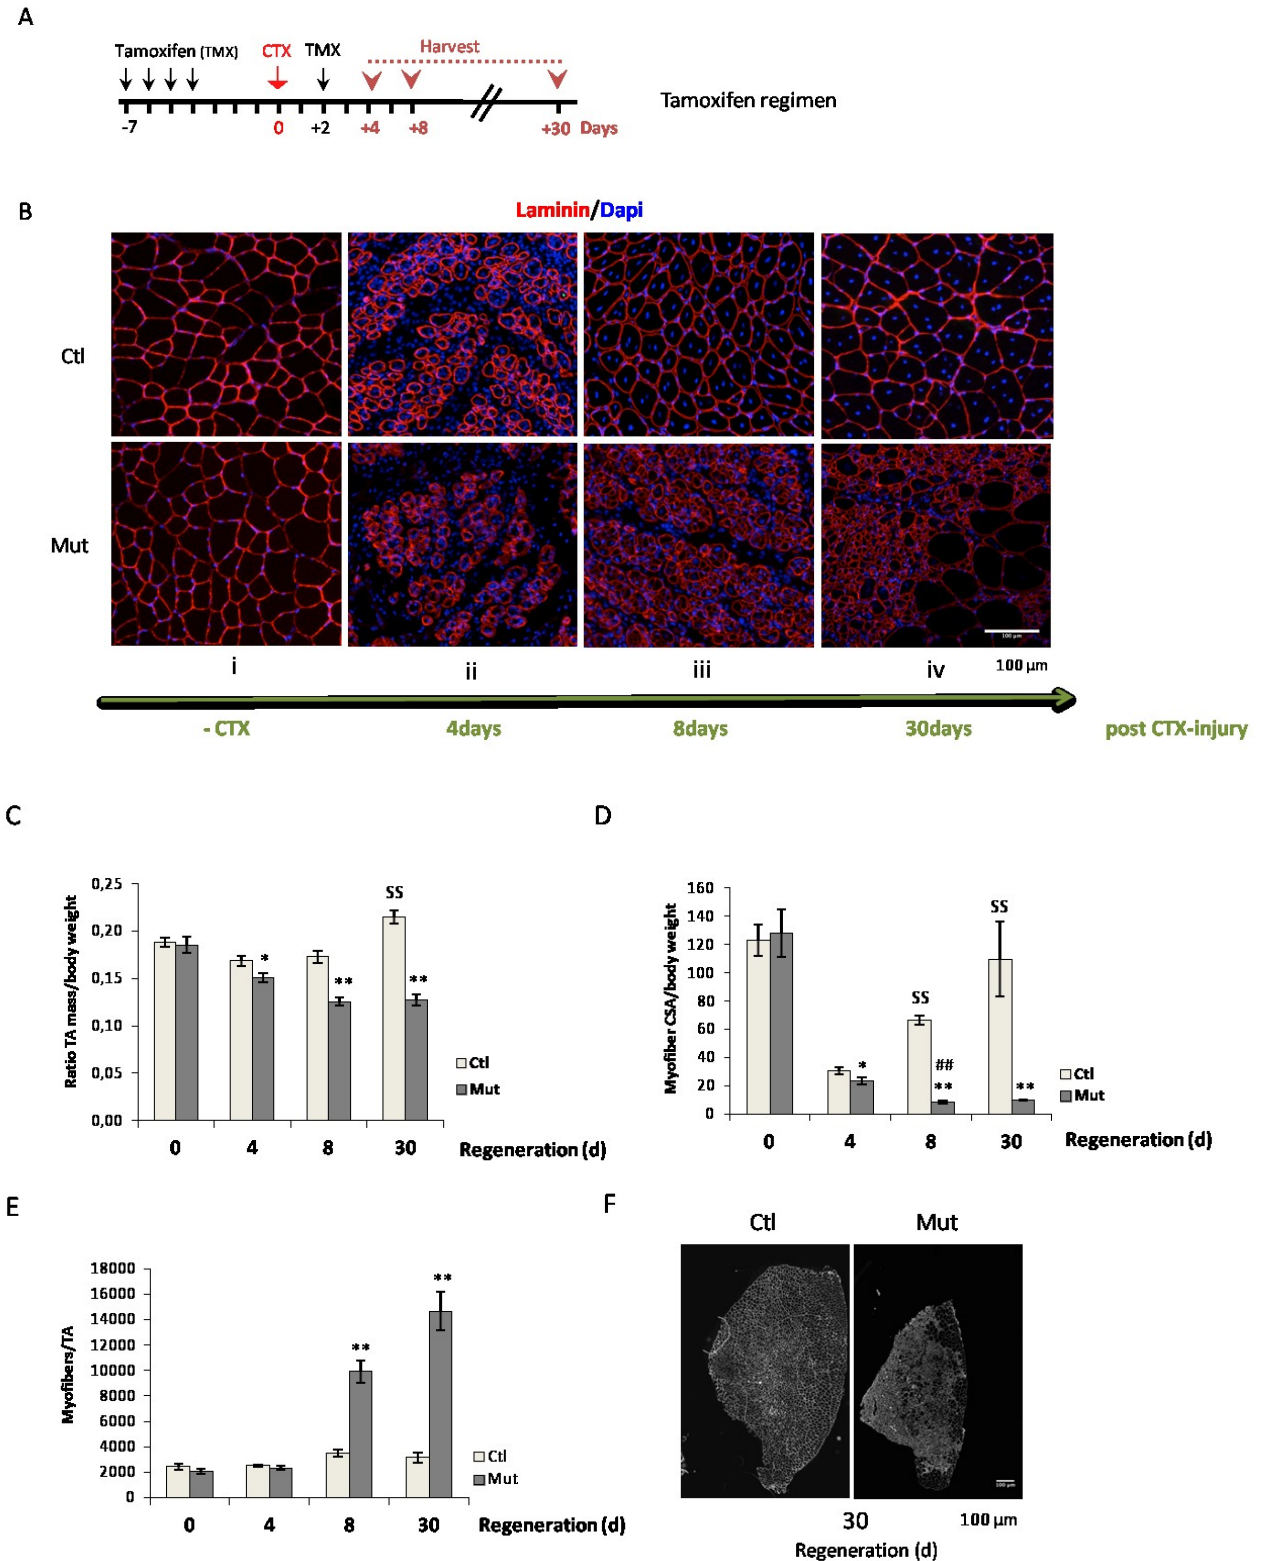 A
Tamoxifen (TMX) CTX TMX Harvest
Tamoxifen regimen
-7 0 +2 +4 +8 +30 Days
B
Laminin/Dapi
Ctl
Mut
100 µm
i ii iii iv 100 µm
- CTX 4days 8days 30days post CTX-injury
C
Ratio TA mass/body weight
0,25
0,20
0,15
0,10
0,05
0,00
* ** SS **
Ctl
Mut
0 4 8 30 Regeneration (d)
D
Myofiber CSA/body weight
160
140
120
100
80
60
40
20
0
* SS ## ** SS **
Ctl
Mut
0 4 8 30 Regeneration (d)
E
Myofibers/TA
18000
16000
14000
12000
10000
8000
6000
4000
2000
0
** **
Ctl
Mut
0 4 8 30 Regeneration (d)
F
Ctl Mut
100 µm
30 100 µm
Regeneration (d)